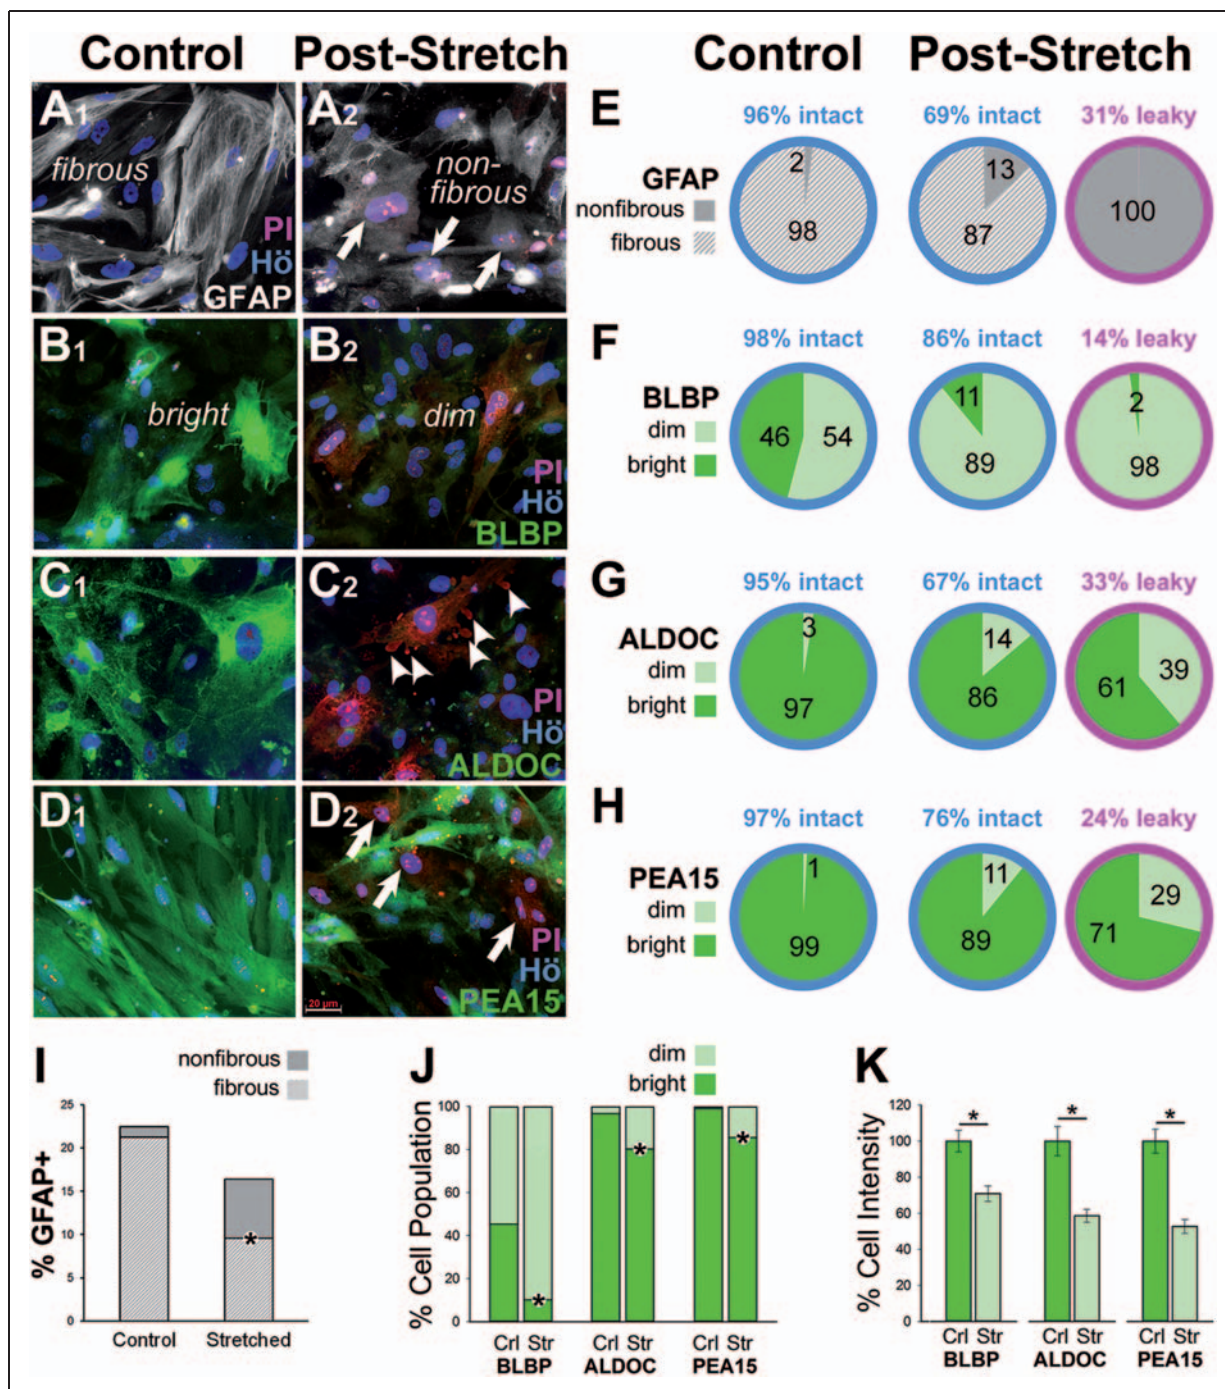 Control Post-Stretch Control Post-Stretch
A1
fibrous
PI
Hö
GFAP
A2
non-
fibrous
B1
bright
B2
dim
PI
Hö
BLBP
C1
C2
PI
Hö
ALDOC
D1
D2
PI
Hö
PEA15
20 µm
E
96% intact 69% intact 31% leaky
GFAP
nonfibrous
fibrous
2
98
13
87
100
F
98% intact 86% intact 14% leaky
BLBP
dim
bright
46 54
11
89
2
98
G
95% intact 67% intact 33% leaky
ALDOC
dim
bright
3
97
14
86
61 39
H
97% intact 76% intact 24% leaky
PEA15
dim
bright
1
99
11
89
29
71
I
nonfibrous
fibrous
% GFAP+
25
20
15
10
5
0
*
Control Stretched
J
dim
bright
% Cell Population
100
80
60
40
20
0
* * *
Crl Str Crl Str Crl Str
BLBP ALDOC PEA15
K
% Cell Intensity
120
100
80
60
40
20
0
* * *
Crl Str Crl Str Crl Str
BLBP ALDOC PEA15